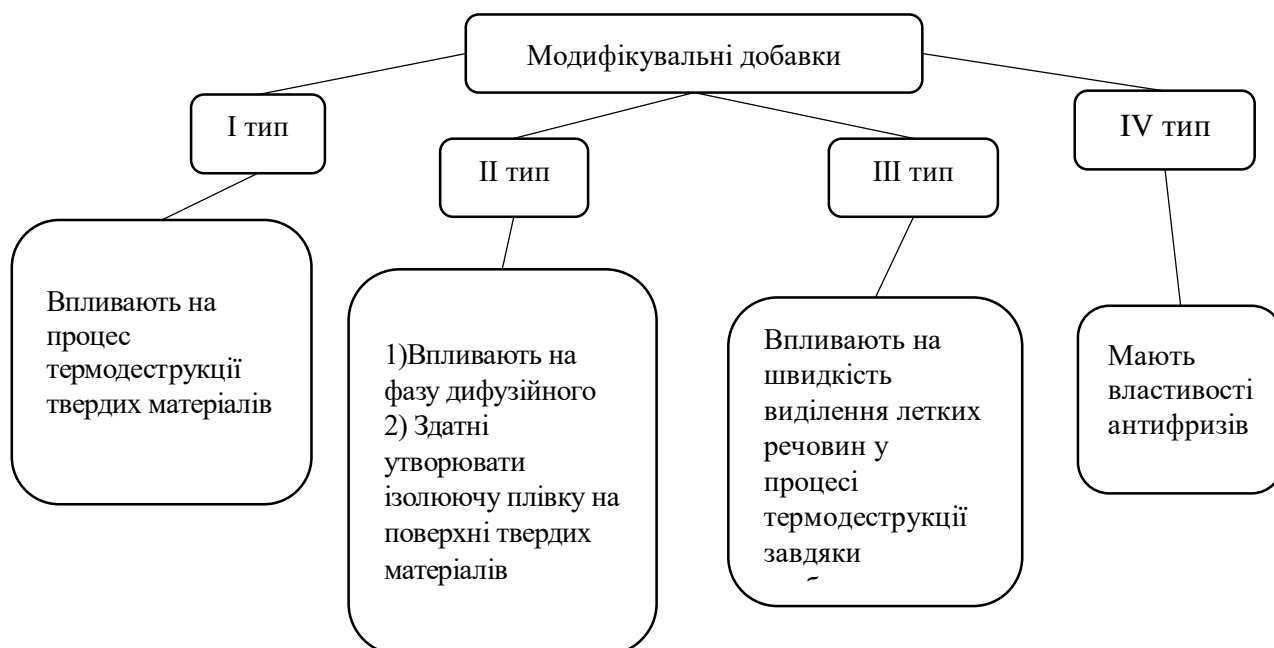 Модифікувальні добавки
І тип
ІІ тип
ІІІ тип
IV тип
Впливають на
процес
термодеструкції
твердих матеріалів
1)Впливають на
фазу дифузійного
2) Здатні
утворювати
ізолюючу плівку на
поверхні твердих
матеріалів
Впливають на
швидкість
виділення летких
речовин у
процесі
термодеструкції
завдяки
Мають
властивості
антифризів